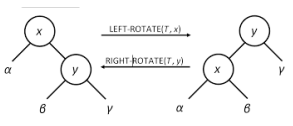 x
LEFT-ROTATE(T, x)
y
α
y
RIGHT-ROTATE(T, y)
x
γ
β
γ
α
β